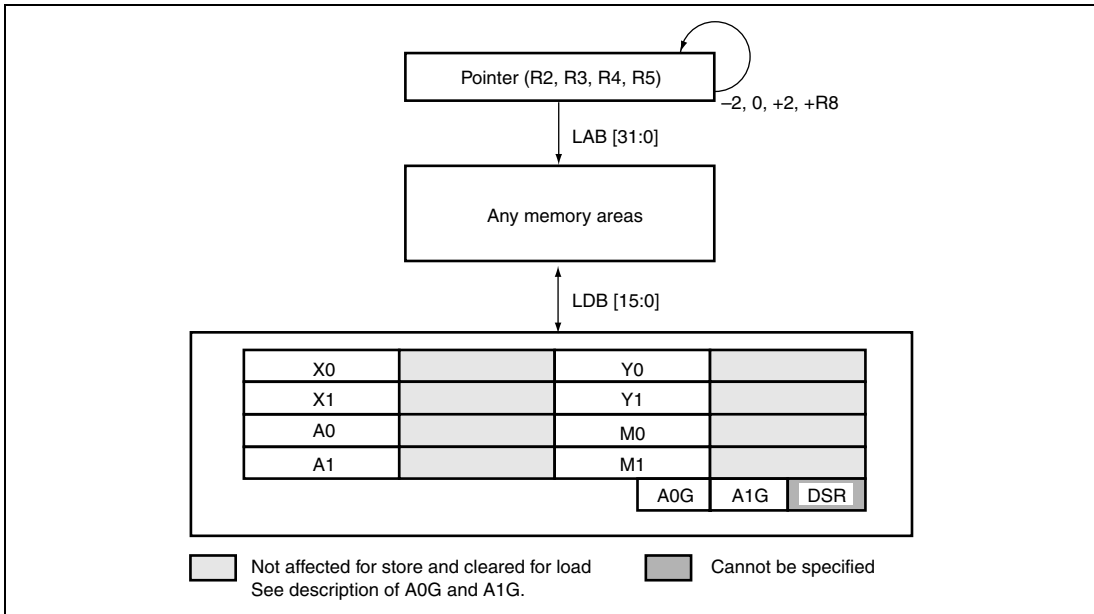 Pointer (R2, R3, R4, R5)
–2, 0, +2, +R8
LAB [31:0]
Any memory areas
LDB [15:0]
X0 Y0
X1 Y1
A0 M0
A1 M1
A0G A1G DSR
Not affected for store and cleared for load
See description of A0G and A1G.
Cannot be specified